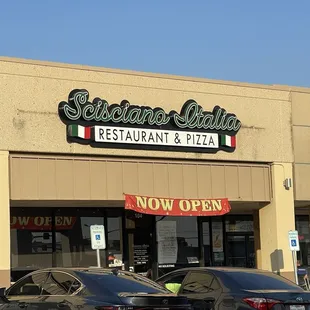 Scisciano Italia
RESTAURANT & PIZZA
NOW OPEN
NOW OPEN